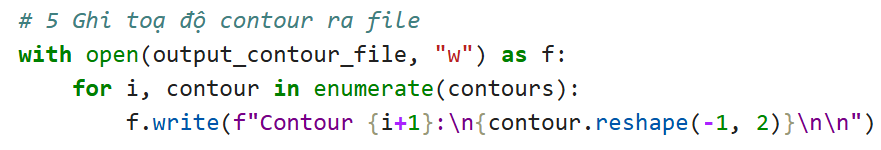 # 5 Ghi toạ độ contour ra file
with open(output_contour_file, "w") as f:
    for i, contour in enumerate(contours):
        f.write(f"Contour {i+1}:\n{contour.reshape(-1, 2)}\n\n")